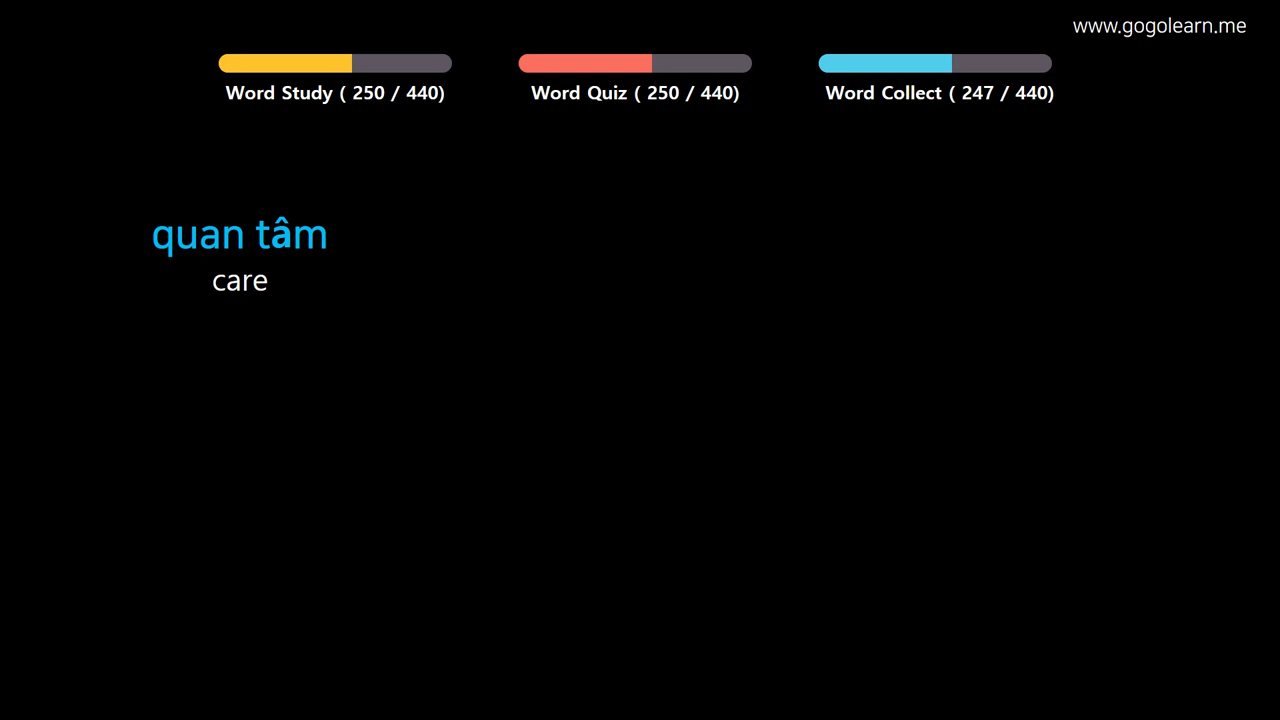 www.gogolearn.me
Word Study ( 250 / 440)
Word Quiz ( 250 / 440)
Word Collect ( 247 / 440)
quan tâm
care